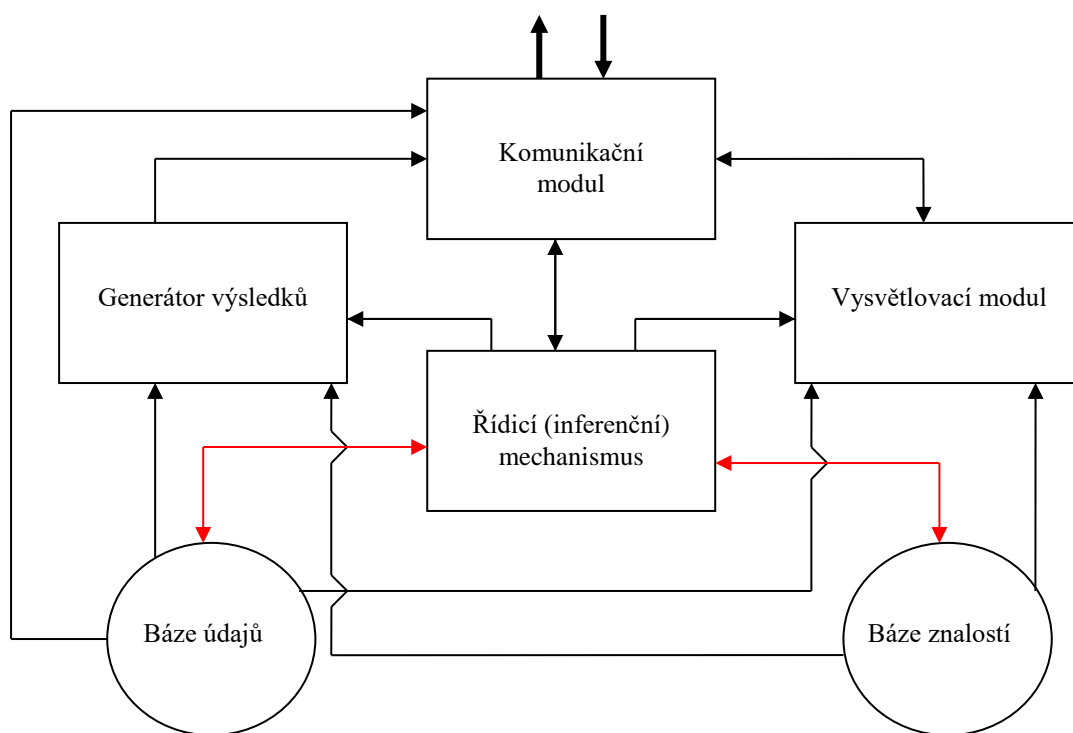 Komunikační
modul
Generátor výsledků
Vysvětlovací modul
Řídicí (inferenční)
mechanismus
Báze údajů
Báze znalostí